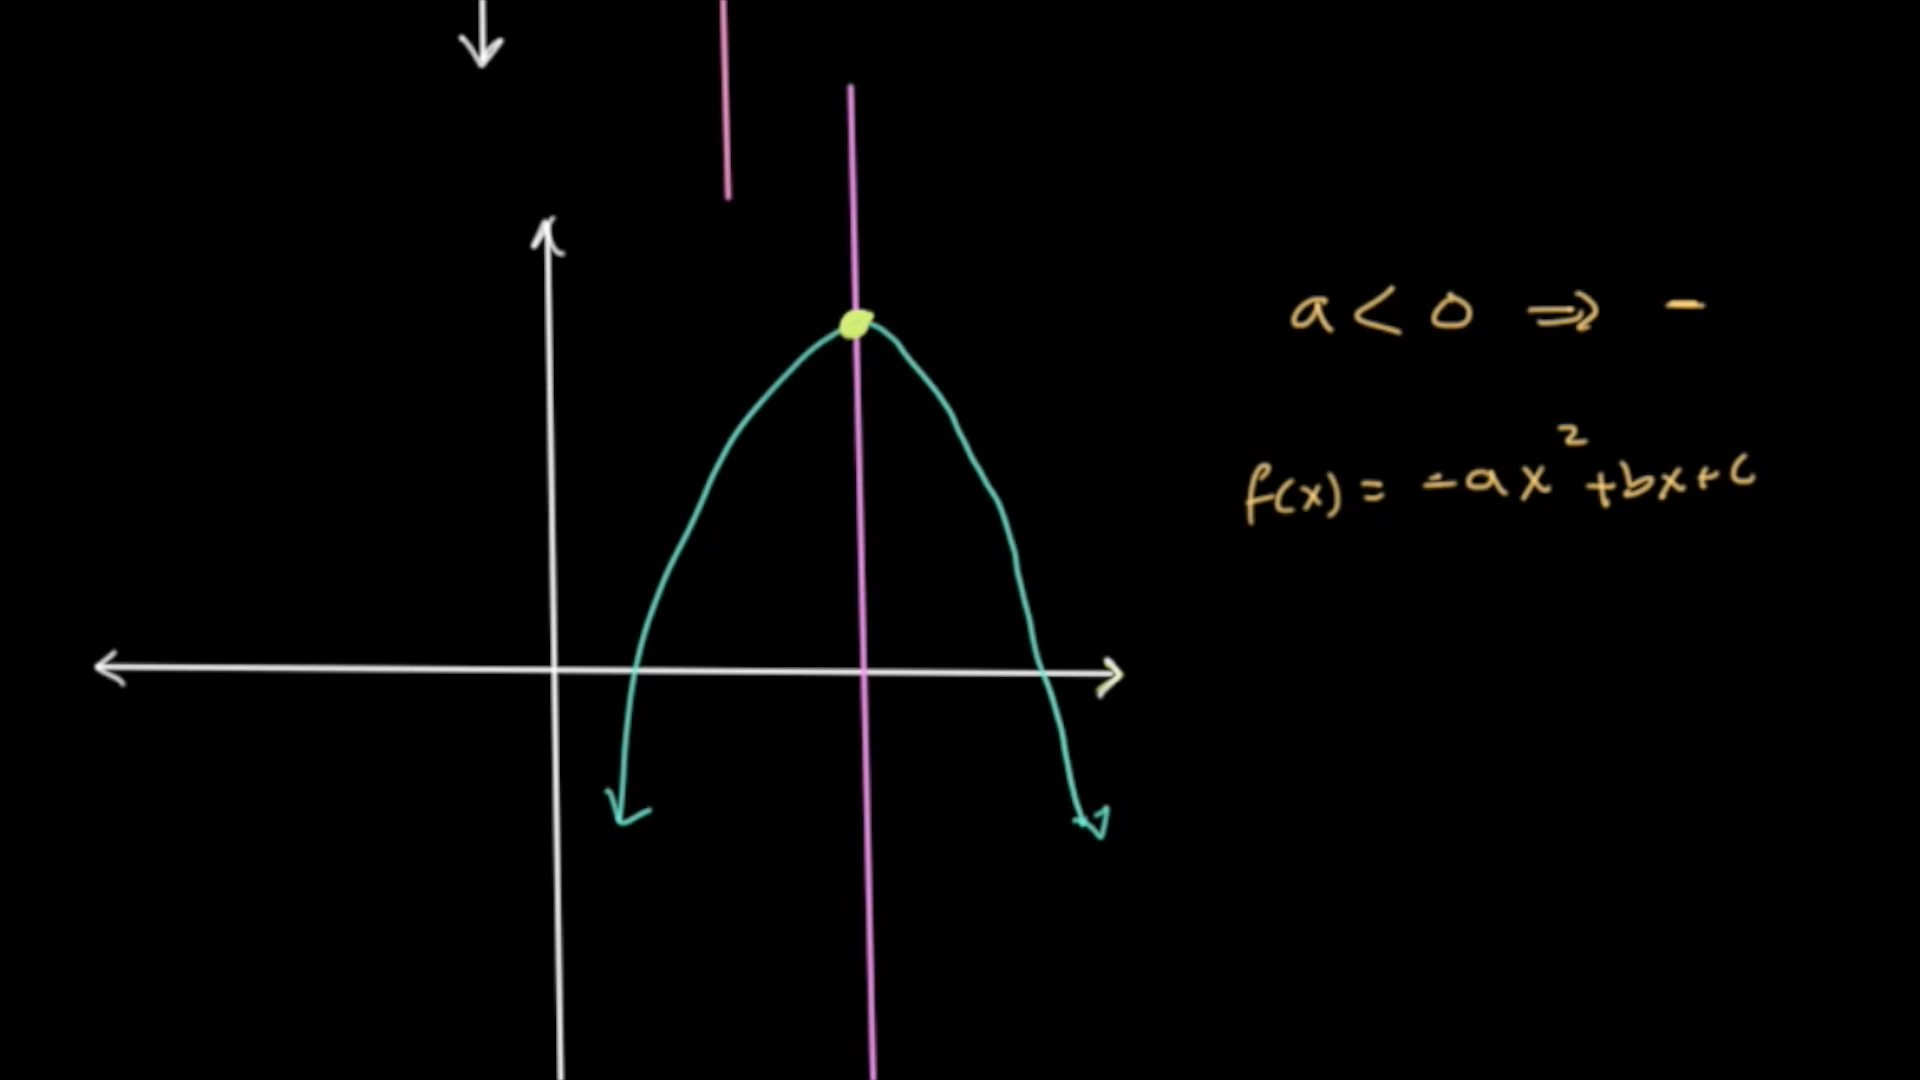 a < 0 ⇒ -
f(x) = -ax² + bx + c